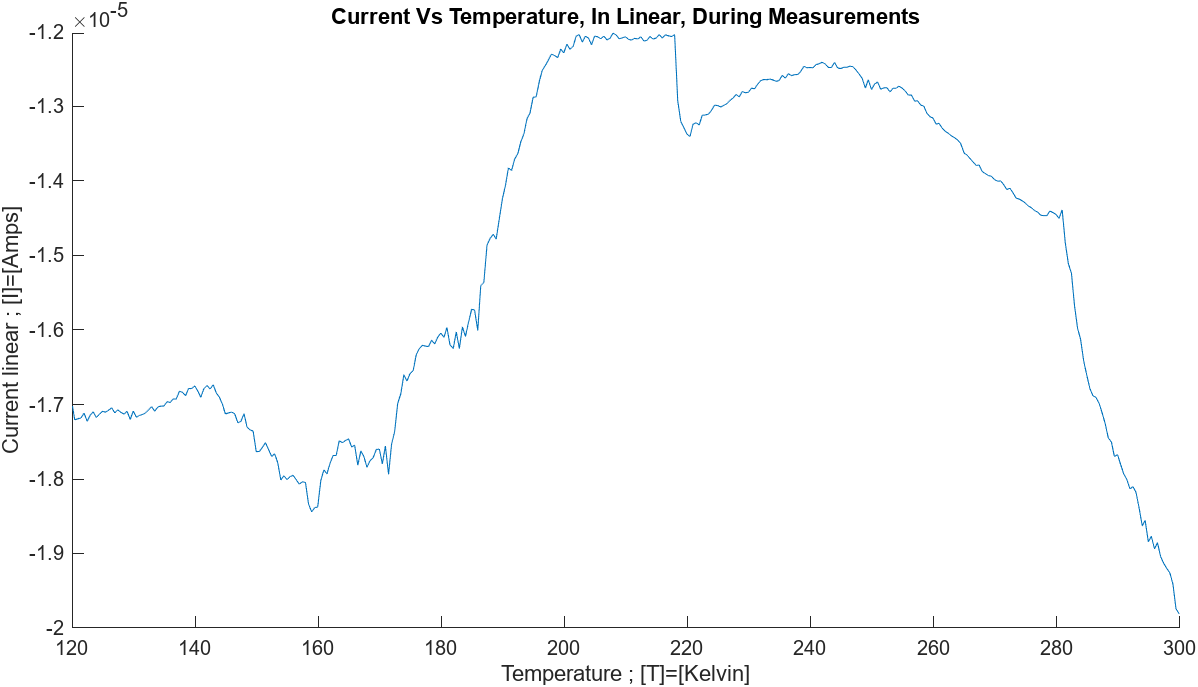 Current Vs Temperature, In Linear, During Measurements
×10-5
-1.2
-1.3
-1.4
-1.5
-1.6
-1.7
-1.8
-1.9
-2
Current linear ; [I]=[Amps]
120 140 160 180 200 220 240 260 280 300
Temperature ; [T]=[Kelvin]